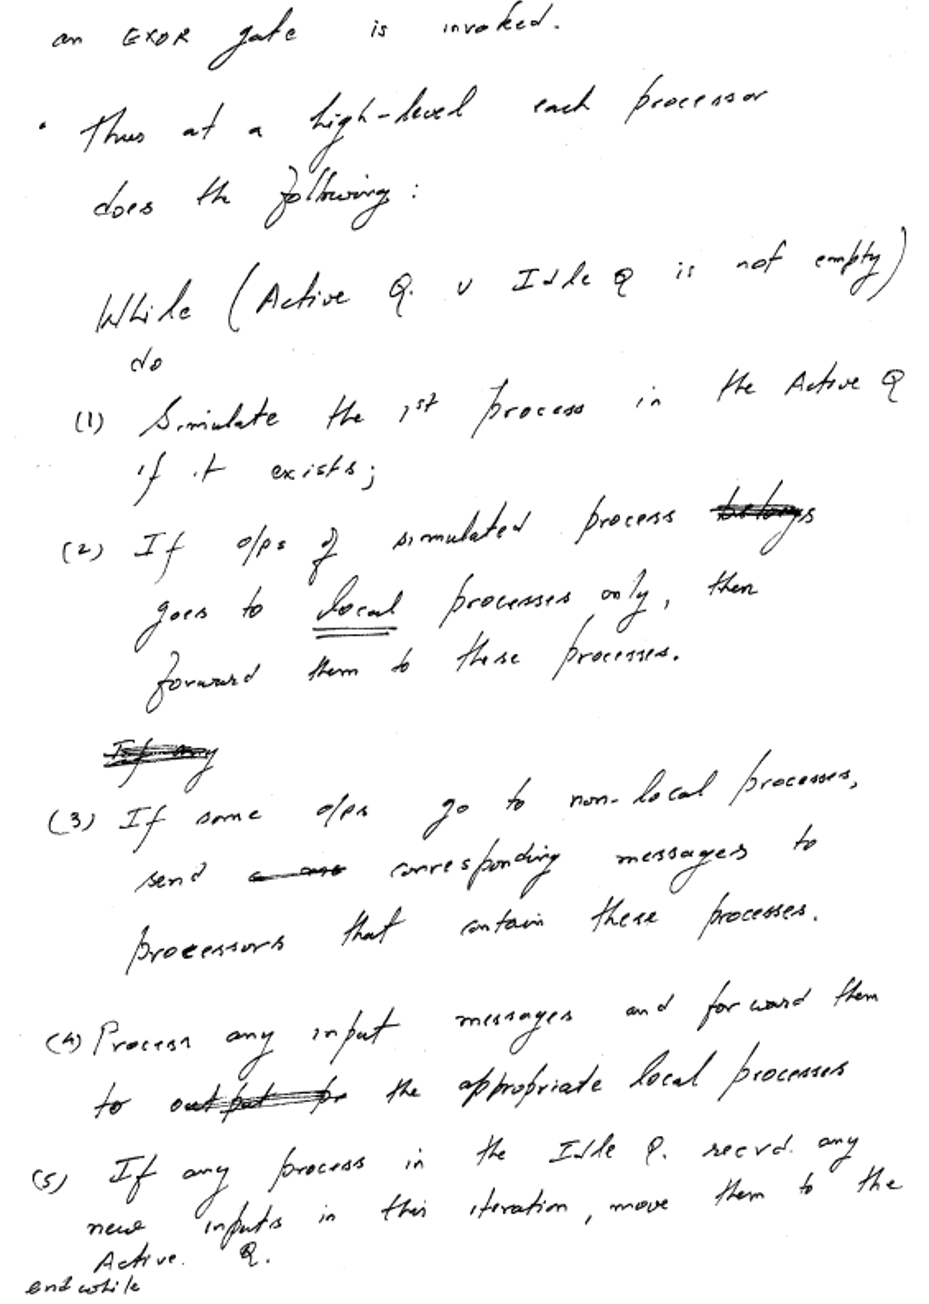 an EXOR gate is invoked.
• Thus at a high-level each processor
does the following:
While (Active Q. ∪ Idle Q is not empty)
do
(1) Simulate the 1st process in the Active Q
if it exists;
(2) If o/ps of simulated process belongs
goes to local processes only, then
forward them to these processes.
If any
(3) If some o/ps go to non-local processes,
send corresponding messages to
processors that contain these processes.
(4) Process any input messages and forward them
to output the appropriate local processes
(5) If any process in the Idle Q. recvd. any
new inputs in this iteration, move them to the
Active. Q.
endwhile